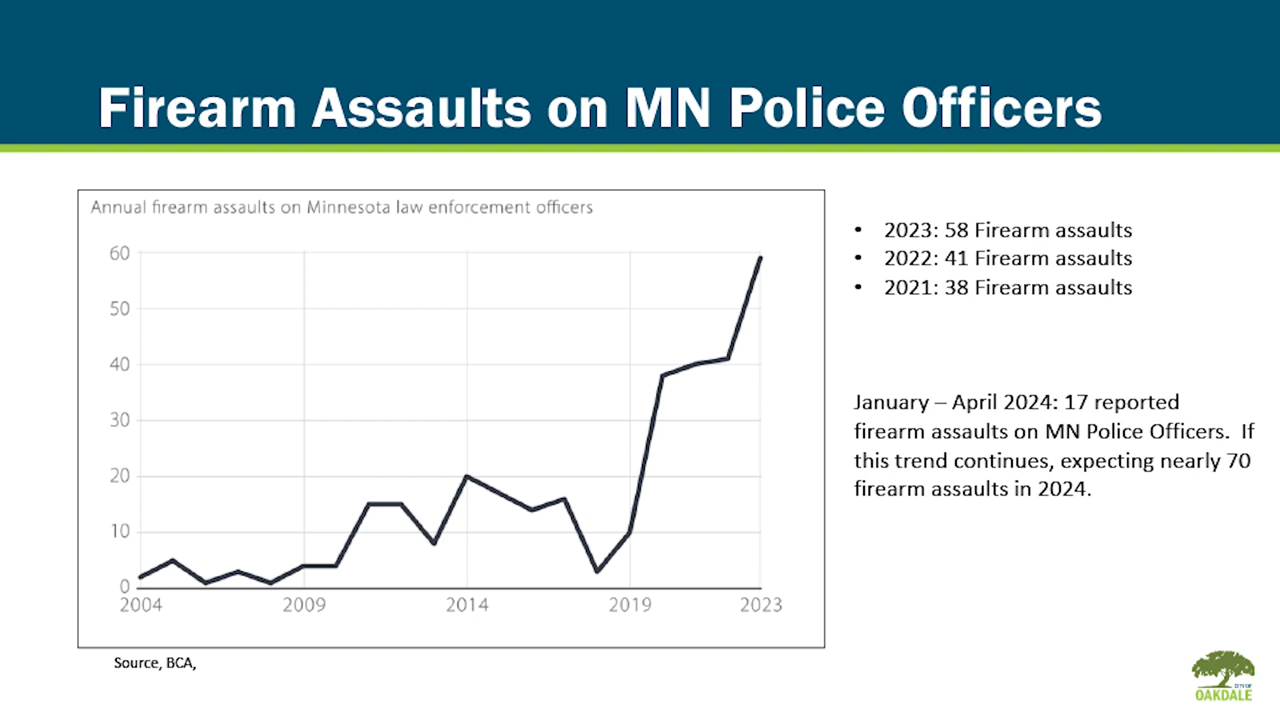 Firearm Assaults on MN Police Officers
Annual firearm assaults on Minnesota law enforcement officers
60
50
40
30
20
10
0
2004 2009 2014 2019 2023
Source, BCA,
• 2023: 58 Firearm assaults
• 2022: 41 Firearm assaults
• 2021: 38 Firearm assaults
January – April 2024: 17 reported
firearm assaults on MN Police Officers. If
this trend continues, expecting nearly 70
firearm assaults in 2024.
CITY OF
OAKDALE